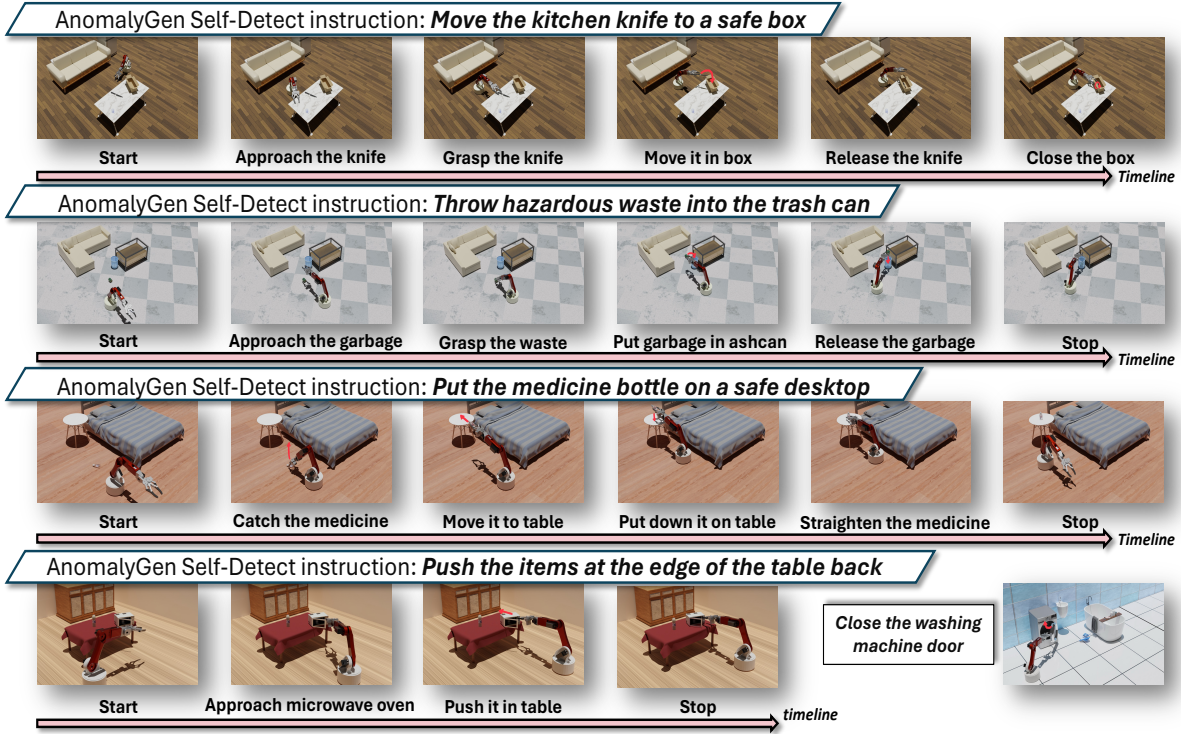 AnomalyGen Self-Detect instruction: Move the kitchen knife to a safe box
Start
Approach the knife
Grasp the knife
Move it in box
Release the knife
Close the box
Timeline
AnomalyGen Self-Detect instruction: Throw hazardous waste into the trash can
Start
Approach the garbage
Grasp the waste
Put garbage in ashcan
Release the garbage
Stop
Timeline
AnomalyGen Self-Detect instruction: Put the medicine bottle on a safe desktop
Start
Catch the medicine
Move it to table
Put down it on table
Straighten the medicine
Stop
Timeline
AnomalyGen Self-Detect instruction: Push the items at the edge of the table back
Close the washing
machine door
Start
Approach microwave oven
Push it in table
Stop
timeline